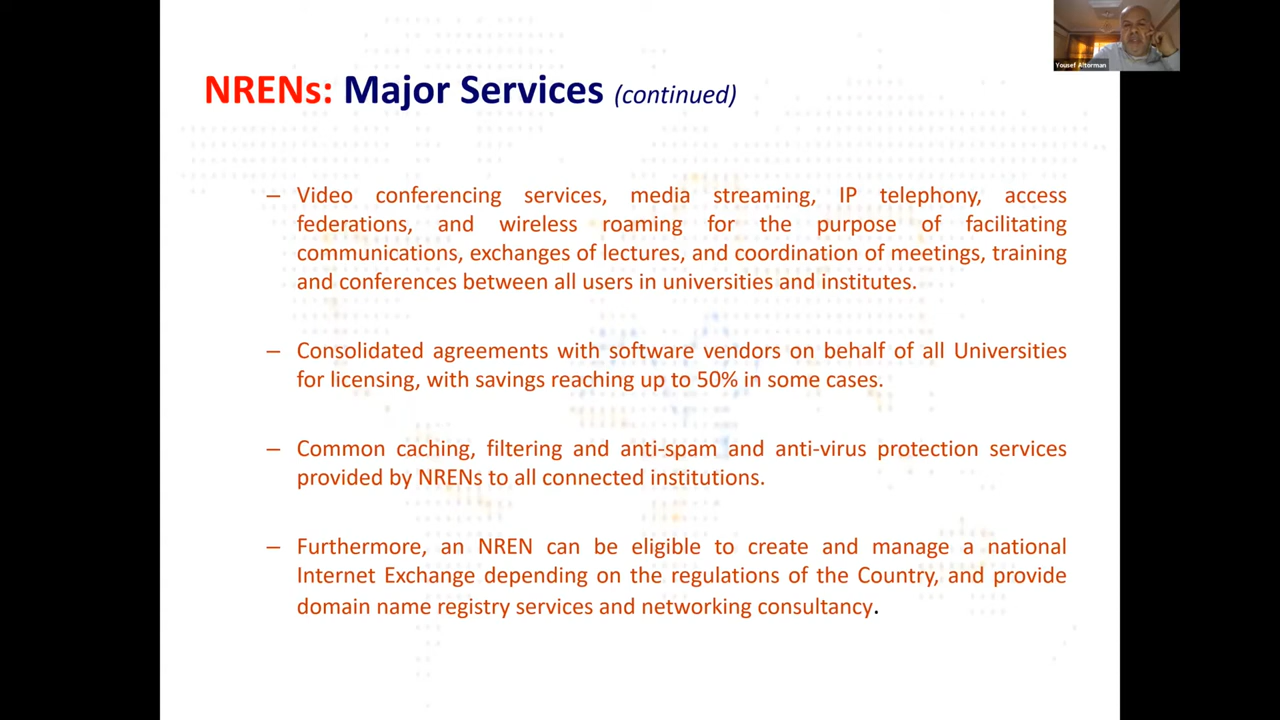 Yousef Altorman
NRENs: Major Services (continued)
– Video conferencing services, media streaming, IP telephony, access
federations, and wireless roaming for the purpose of facilitating
communications, exchanges of lectures, and coordination of meetings, training
and conferences between all users in universities and institutes.
– Consolidated agreements with software vendors on behalf of all Universities
for licensing, with savings reaching up to 50% in some cases.
– Common caching, filtering and anti-spam and anti-virus protection services
provided by NRENs to all connected institutions.
– Furthermore, an NREN can be eligible to create and manage a national
Internet Exchange depending on the regulations of the Country, and provide
domain name registry services and networking consultancy.